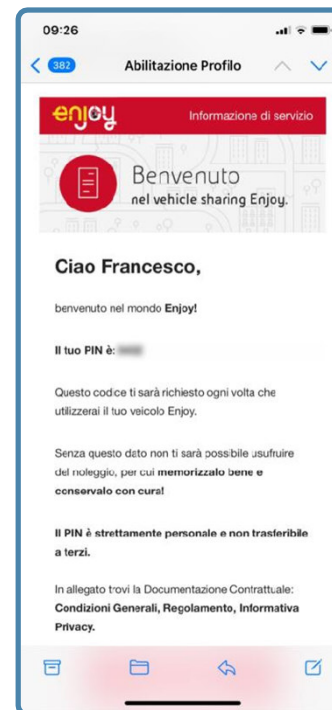 09:26
382
Abilitazione Profilo
enjoy
Informazione di servizio
Benvenuto
nel vehicle sharing Enjoy.
Ciao Francesco,
benvenuto nel mondo Enjoy!
Il tuo PIN è:
Questo codice ti sarà richiesto ogni volta che
utilizzerai il tuo veicolo Enjoy.
Senza questo dato non ti sarà possibile usufruire
del noleggio, per cui memorizzalo bene e
conservalo con cura!
Il PIN è strettamente personale e non trasferibile
a terzi.
In allegato trovi la Documentazione Contrattuale:
Condizioni Generali, Regolamento, Informativa
Privacy.